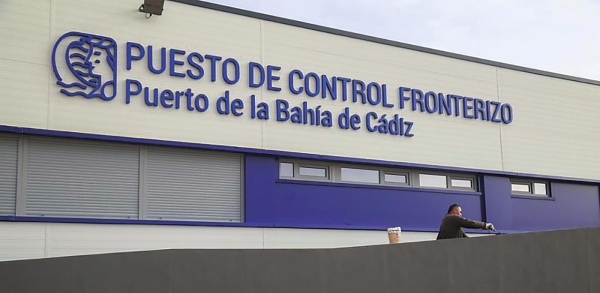 PUESTO DE CONTROL FRONTERIZO
Puerto de la Bahía de Cádiz